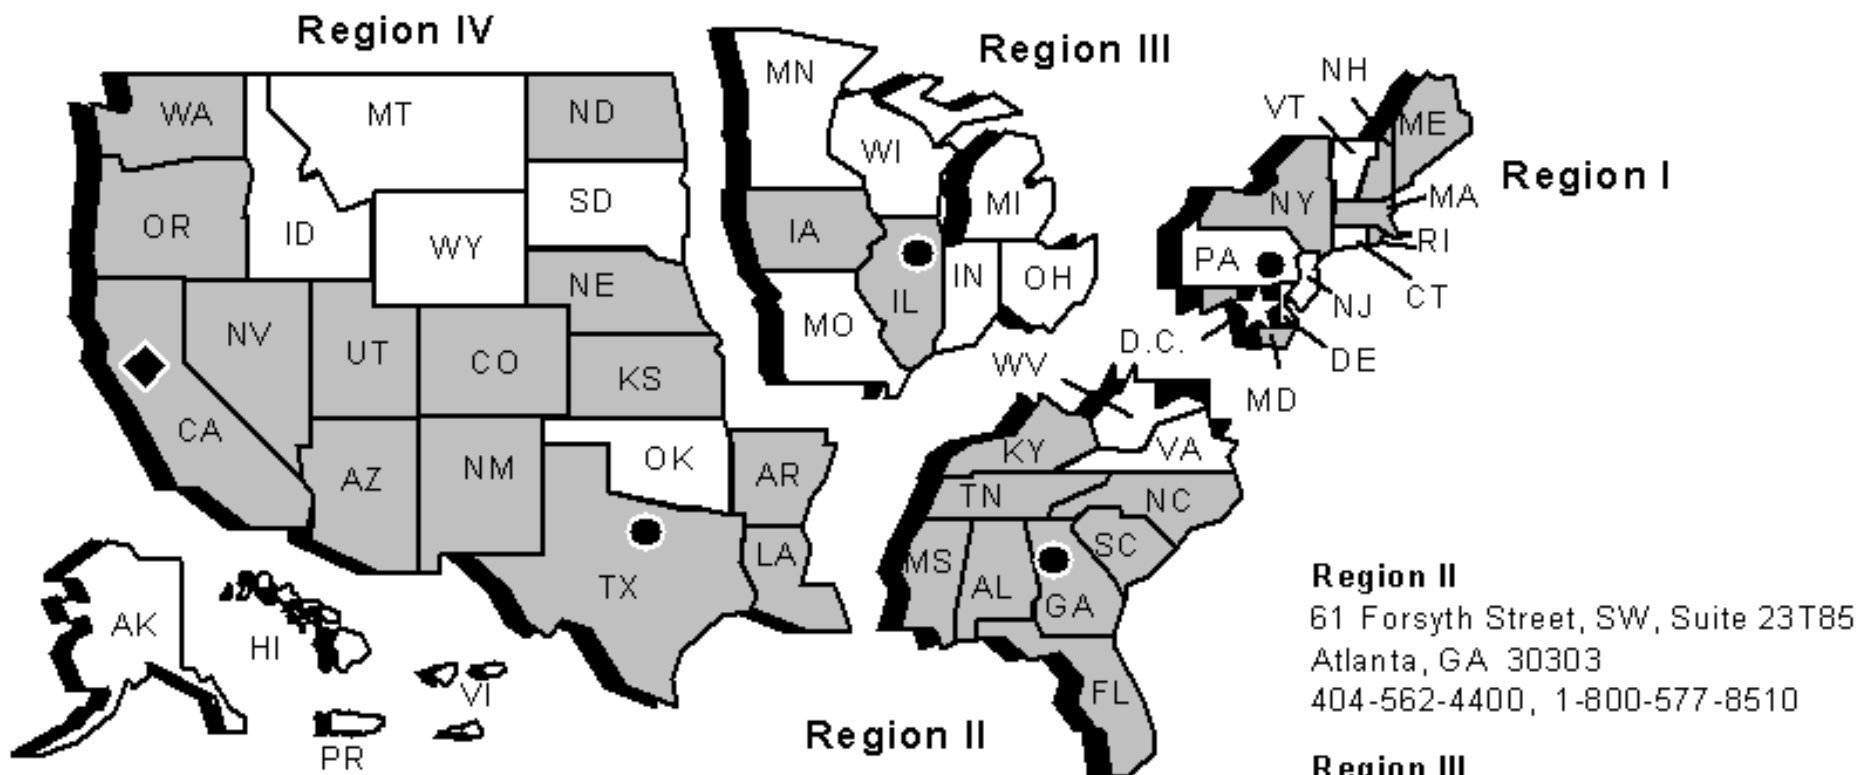 Region IV
WA
MT
ND
OR
ID
SD
WY
NE
NV
UT
CO
KS
CA
AZ
NM
OK
AR
TX
LA
AK
HI
VI
PR
Region III
MN
WI
MI
IA
IL
IN
OH
MO
Region I
NH
VT
ME
NY
MA
RI
PA
CT
NJ
D.C.
DE
MD
Region II
WV
KY
VA
TN
NC
MS
AL
GA
SC
FL
Region II
61 Forsyth Street, SW, Suite 23T85
Atlanta, GA 30303
404-562-4400, 1-800-577-8510
Region III